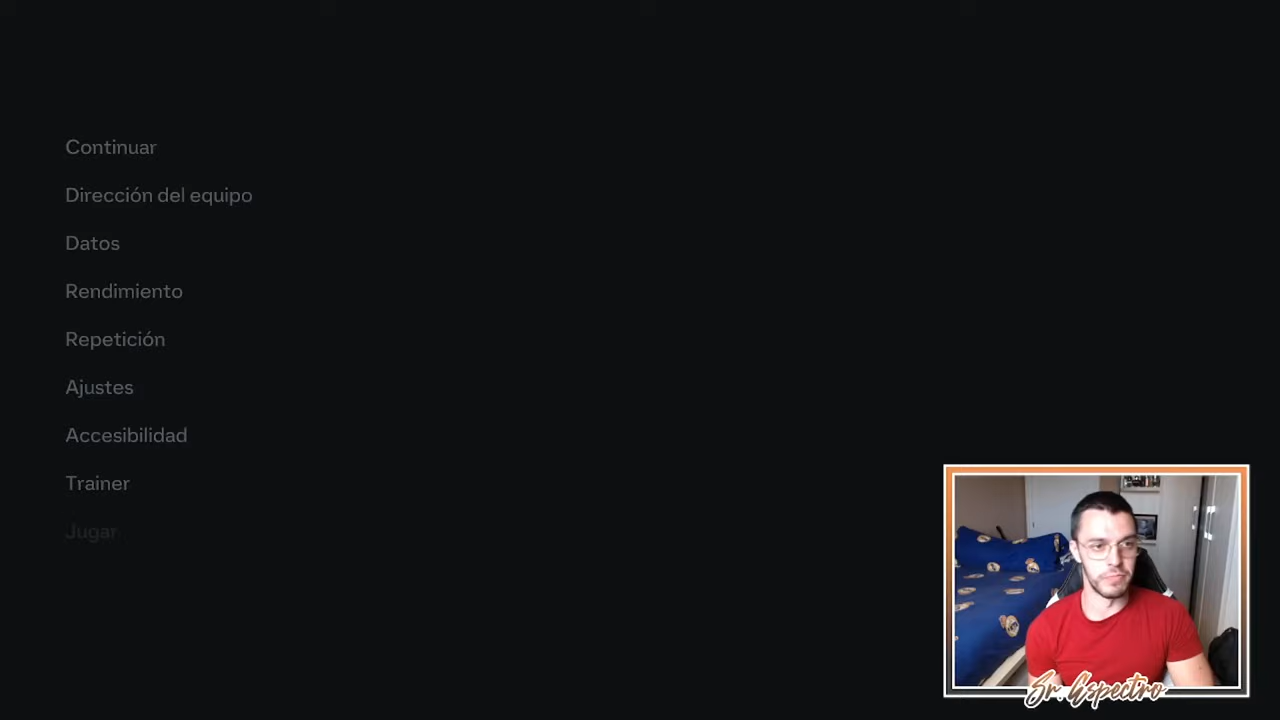 Continuar
Dirección del equipo
Datos
Rendimiento
Repetición
Ajustes
Accesibilidad
Trainer
Jugar
Sr. Espectro